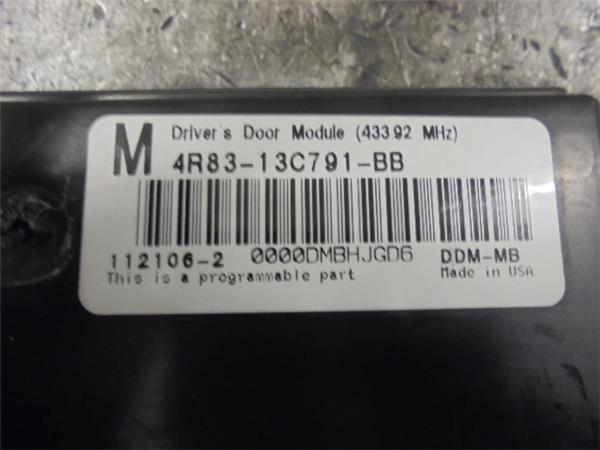 M Driver's Door Module (433.92 MHz)
4R83-13C791-BB
112106-2 0000DMBHJGD6 DDM-MB
This is a programmable part Made in USA